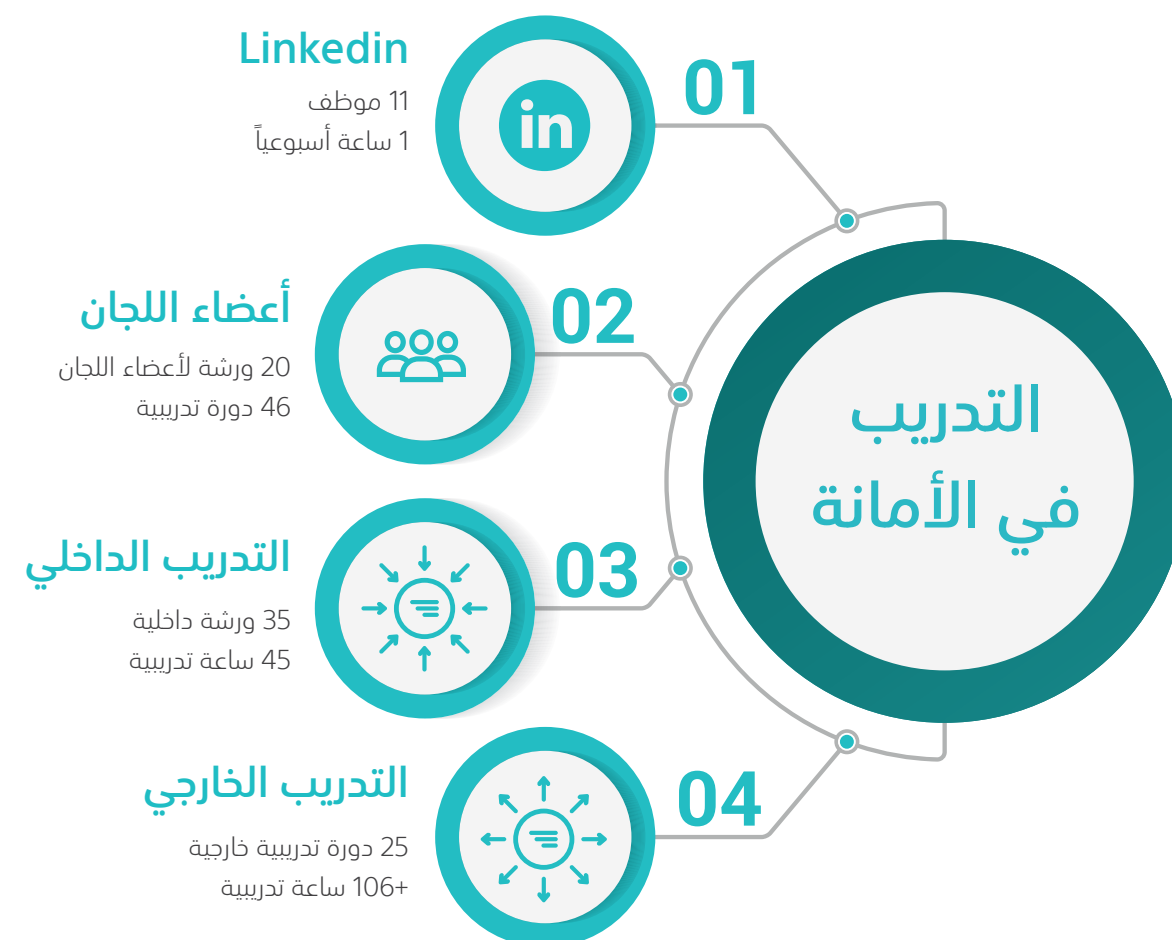 التدريب
في الأمانة
01
Linkedin
in
11 موظف
1 ساعة أسبوعياً
02
أعضاء اللجان
20 ورشة لأعضاء اللجان
46 دورة تدريبية
03
التدريب الداخلي
35 ورشة داخلية
45 ساعة تدريبية
04
التدريب الخارجي
25 دورة تدريبية خارجية
+106 ساعة تدريبية